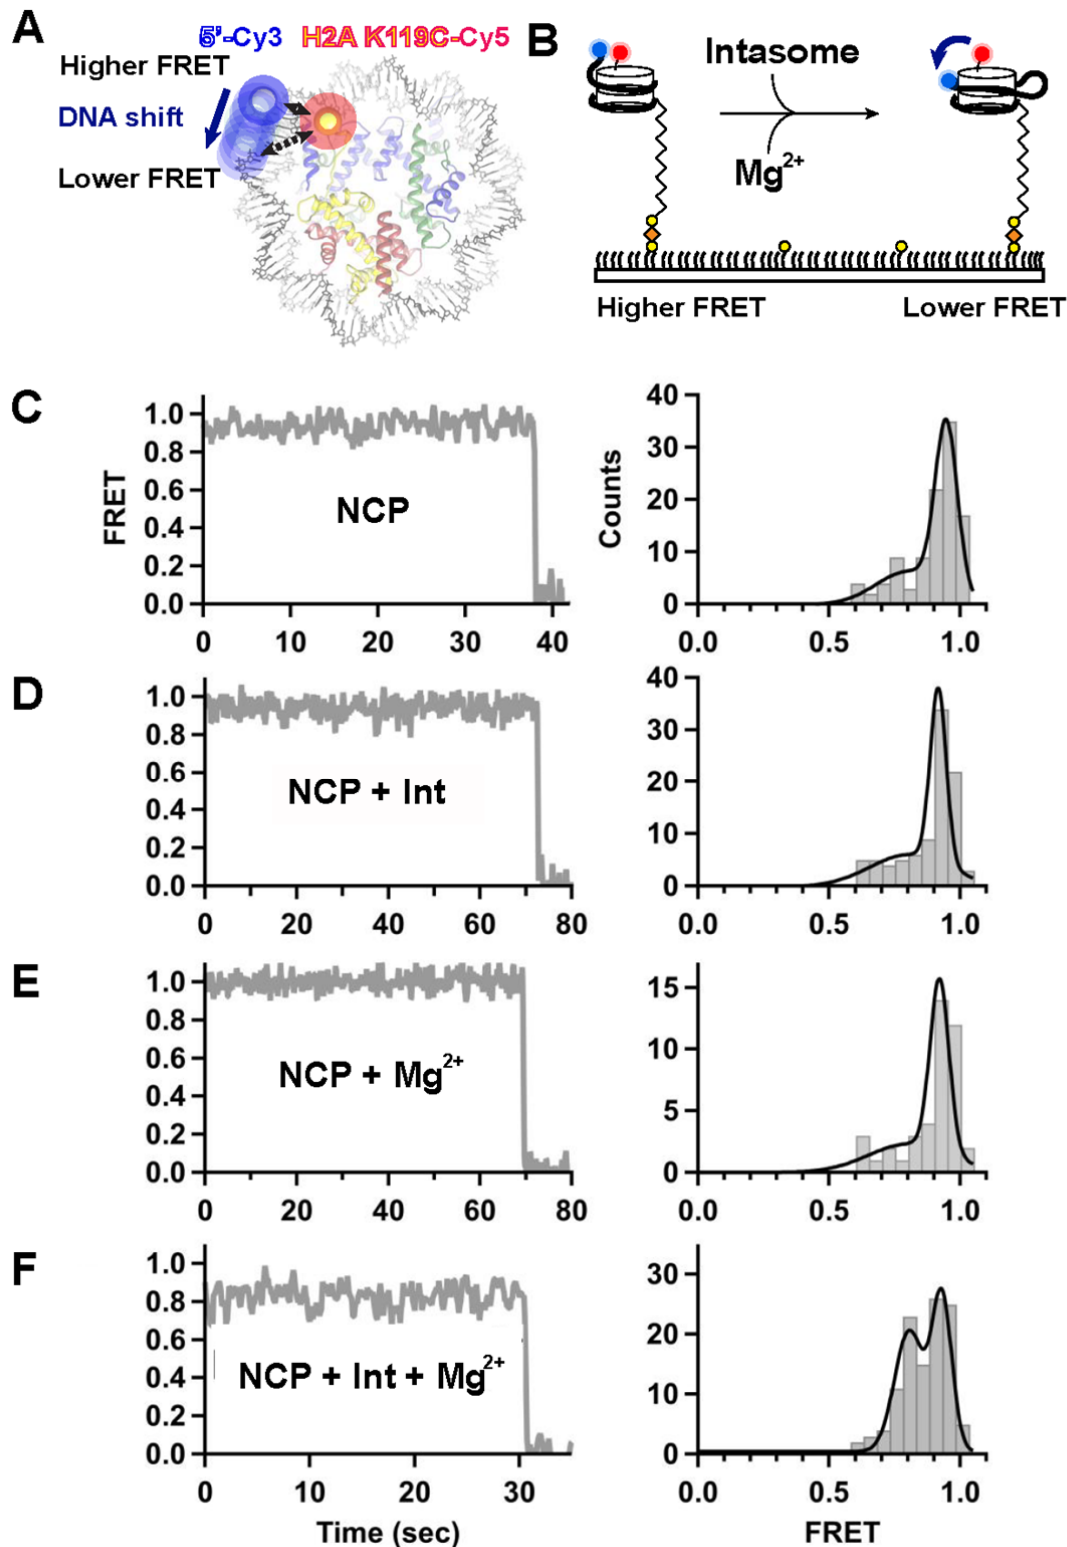 A
5'-Cy3 H2A K119C-Cy5
Higher FRET
DNA shift
Lower FRET
B
Intasome
Mg2+
Higher FRET
Lower FRET
C
FRET
1.0
0.8
0.6
0.4
0.2
0.0
NCP
0 10 20 30 40
Counts
40
30
20
10
0
0.0 0.5 1.0
D
1.0
0.8
0.6
0.4
0.2
0.0
NCP + Int
0 20 40 60 80
40
30
20
10
0
0.0 0.5 1.0
E
1.0
0.8
0.6
0.4
0.2
0.0
NCP + Mg2+
0 20 40 60 80
15
10
5
0
0.0 0.5 1.0
F
1.0
0.8
0.6
0.4
0.2
0.0
NCP + Int + Mg2+
0 10 20 30
Time (sec)
30
20
10
0
0.0 0.5 1.0
FRET